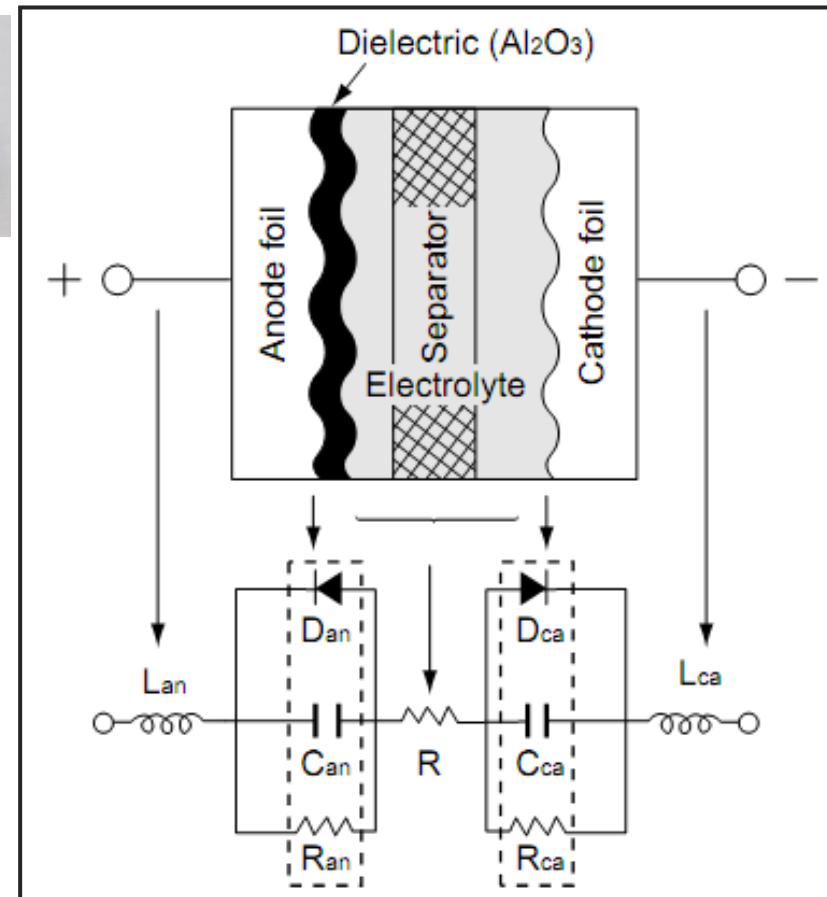 Dielectric (Al₂O₃)
+
Anode foil
Separator
Electrolyte
Cathode foil
−
Dan
Dca
Lan
Lca
Can
R
Cca
Ran
Rca